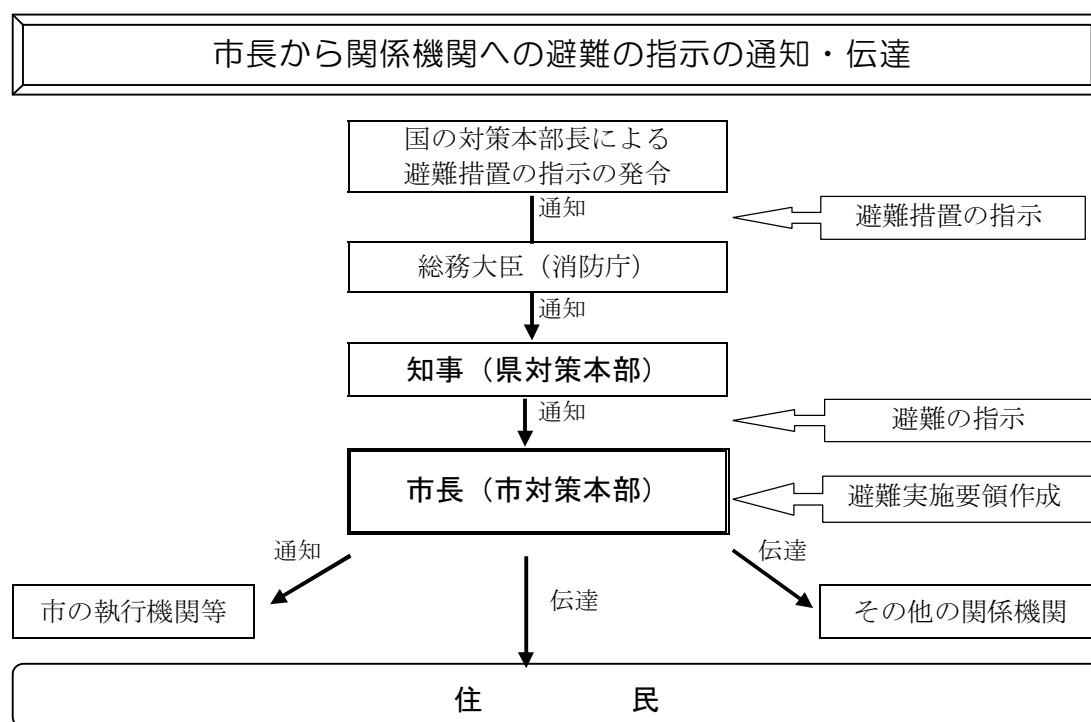 市長から関係機関への避難の指示の通知・伝達
国の対策本部長による
避難措置の指示の発令
通知
避難措置の指示
総務大臣（消防庁）
通知
知事（県対策本部）
通知
避難の指示
市長（市対策本部）
避難実施要領作成
通知
伝達
市の執行機関等
伝達
その他の関係機関
住　　　　民